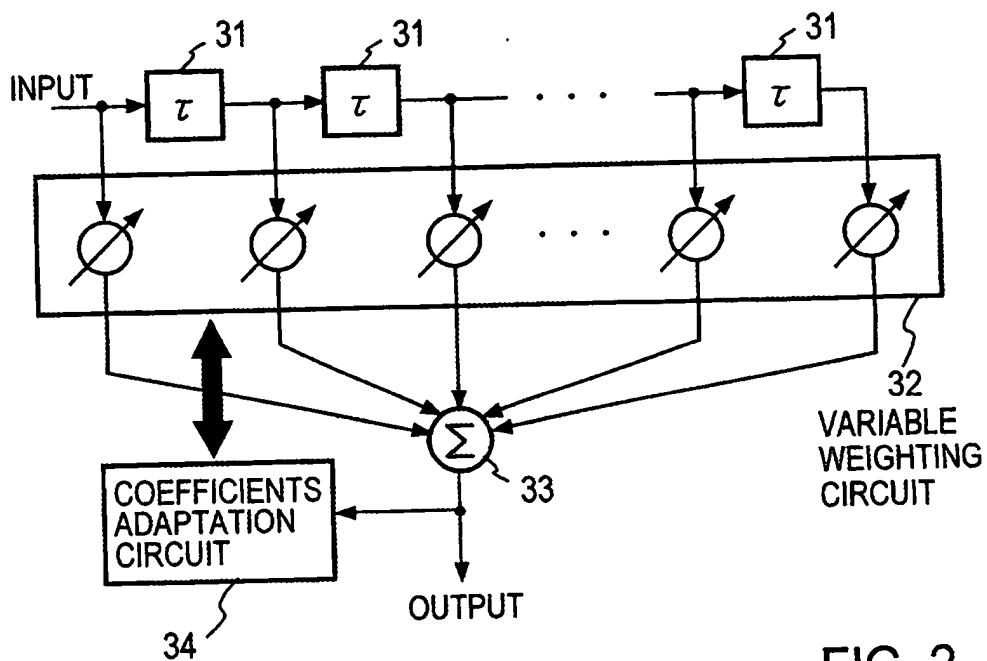 31
31
31
INPUT
τ
τ
τ
32
VARIABLE
WEIGHTING
CIRCUIT
Σ
33
COEFFICIENTS
ADAPTATION
CIRCUIT
OUTPUT
34